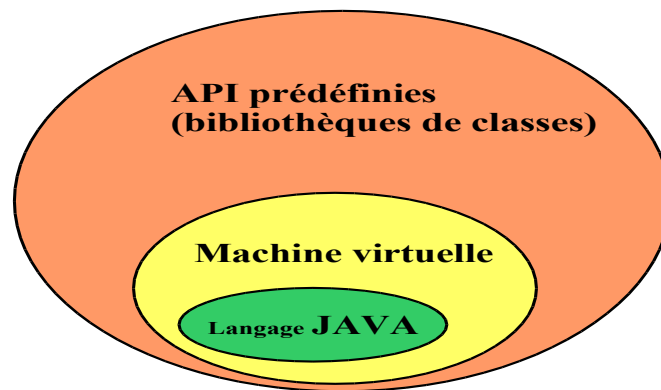 API prédéfinies
(bibliothèques de classes)
Machine virtuelle
Langage JAVA